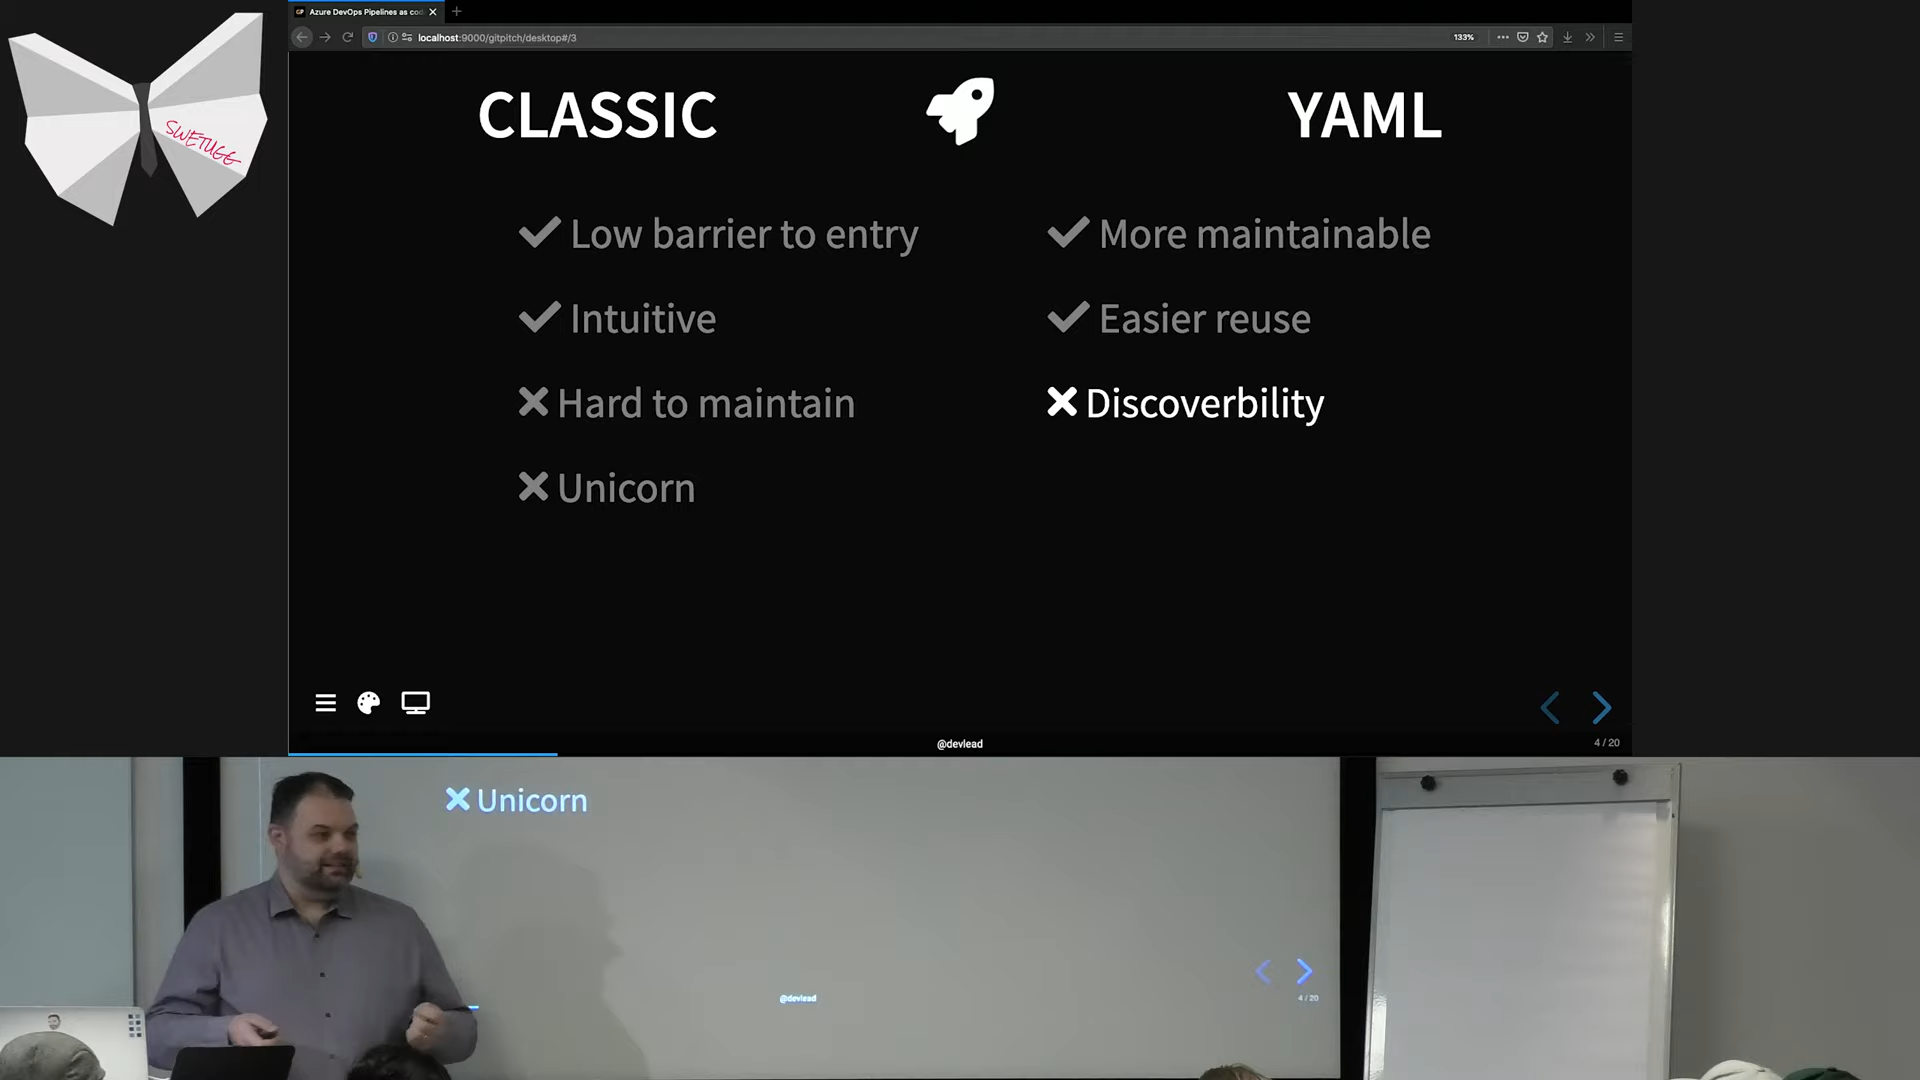 SWETUGG
Azure DevOps Pipelines as cod
localhost:9000/gitpitch/desktop#/3
133%
CLASSIC
YAML
Low barrier to entry
More maintainable
Intuitive
Easier reuse
Hard to maintain
Discoverbility
Unicorn
@devlead
4 / 20
Unicorn
@devlead
4 / 20